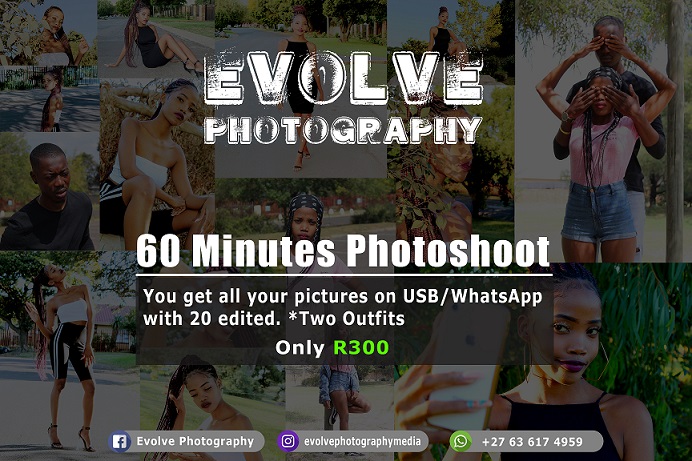 EVOLVE
PHOTOGRAPHY
60 Minutes Photoshoot
You get all your pictures on USB/WhatsApp
with 20 edited. *Two Outfits
Only R300
Evolve Photography
evolvephotographymedia
+27 63 617 4959